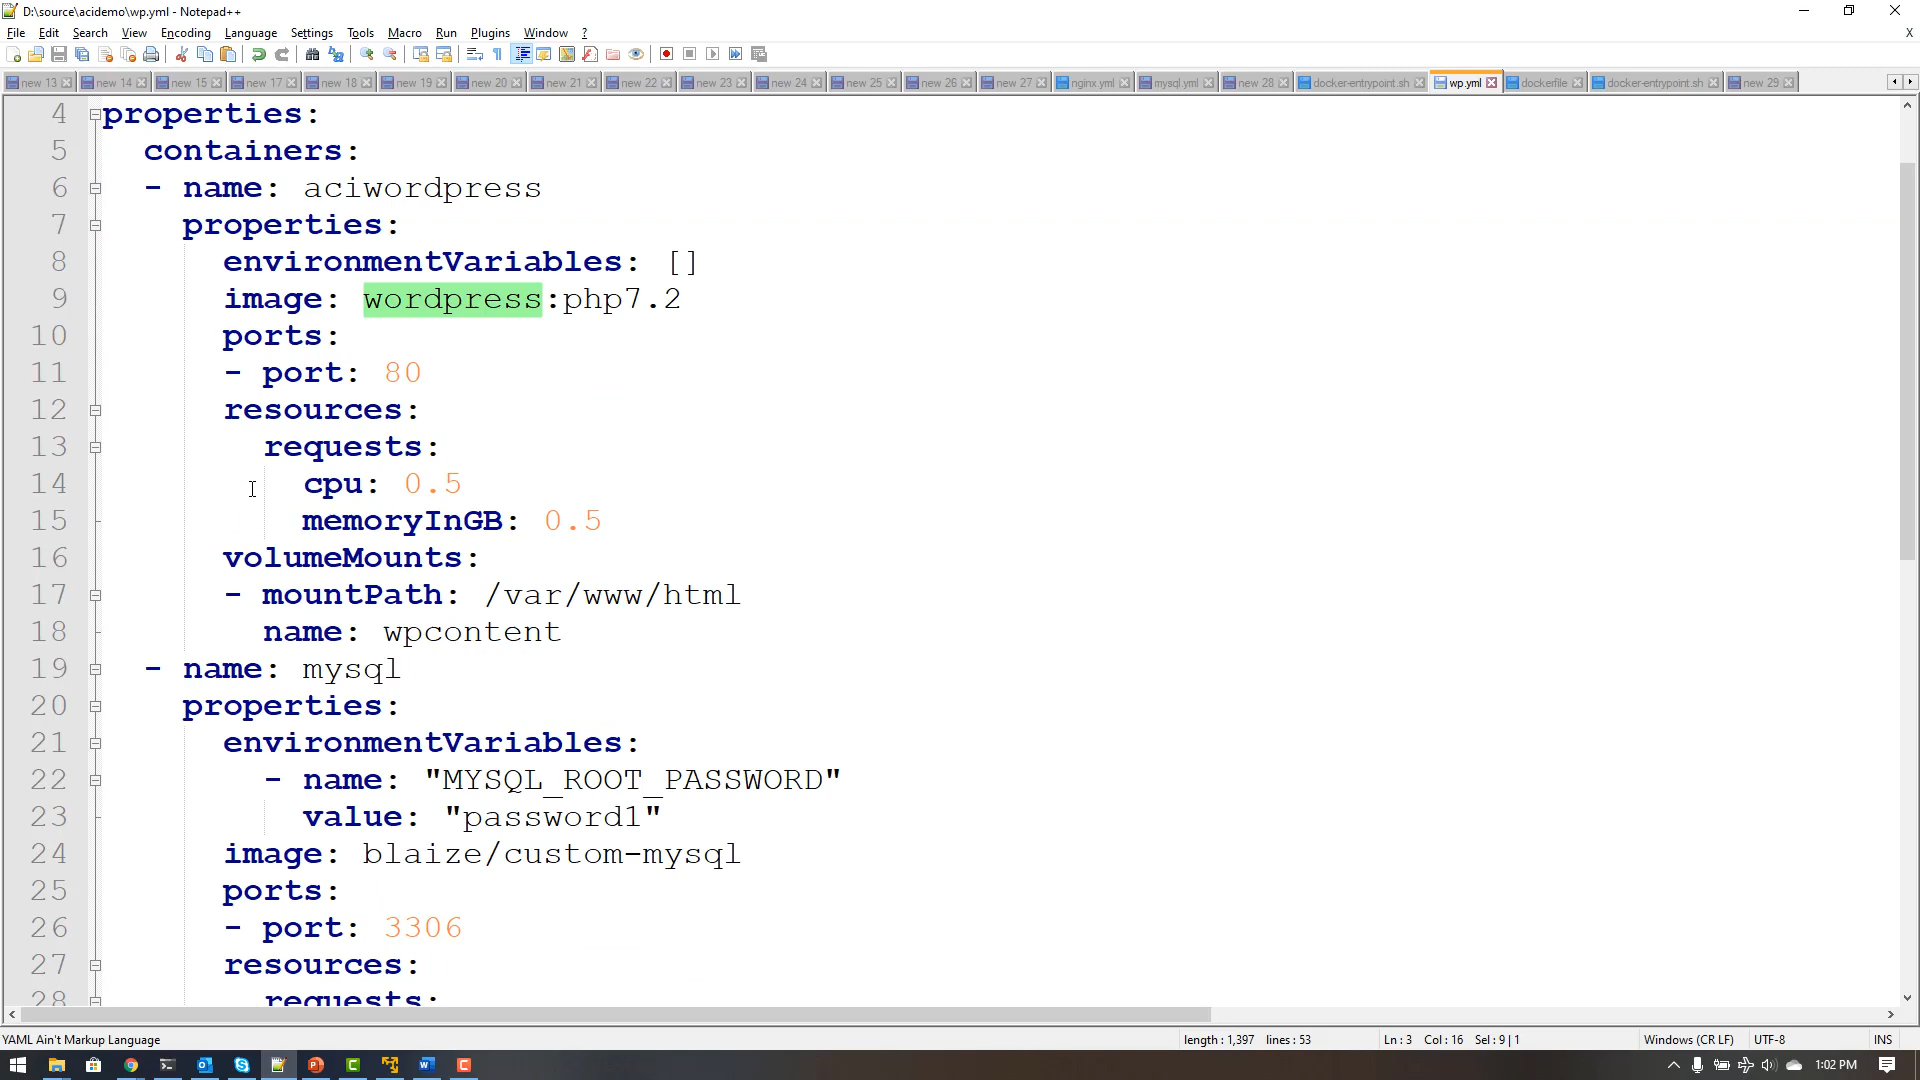 D:\source\acidemo\wp.yml - Notepad++
File Edit Search View Encoding Language Settings Tools Macro Run Plugins Window ? X
new 13 new 14 new 15 new 17 new 18 new 19 new 20 new 21 new 22 new 23 new 24 new 25 new 26 new 27 nginx.yml mysql.yml new 28 docker-entrypoint.sh wp.yml dockerfile docker-entrypoint.sh new 29
4 properties:
5 containers:
6 - name: aciwordpress
7 properties:
8 environmentVariables: []
9 image: wordpress:php7.2
10 ports:
11 - port: 80
12 resources:
13 requests:
14 cpu: 0.5
15 memoryInGB: 0.5
16 volumeMounts:
17 - mountPath: /var/www/html
18 name: wpcontent
19 - name: mysql
20 properties:
21 environmentVariables:
22 - name: "MYSQL_ROOT_PASSWORD"
23 value: "password1"
24 image: blaize/custom-mysql
25 ports:
26 - port: 3306
27 resources:
28 requests:
YAML Ain't Markup Language length : 1,397 lines : 53 Ln : 3 Col : 16 Sel : 9 | 1 Windows (CR LF) UTF-8 INS
1:02 PM